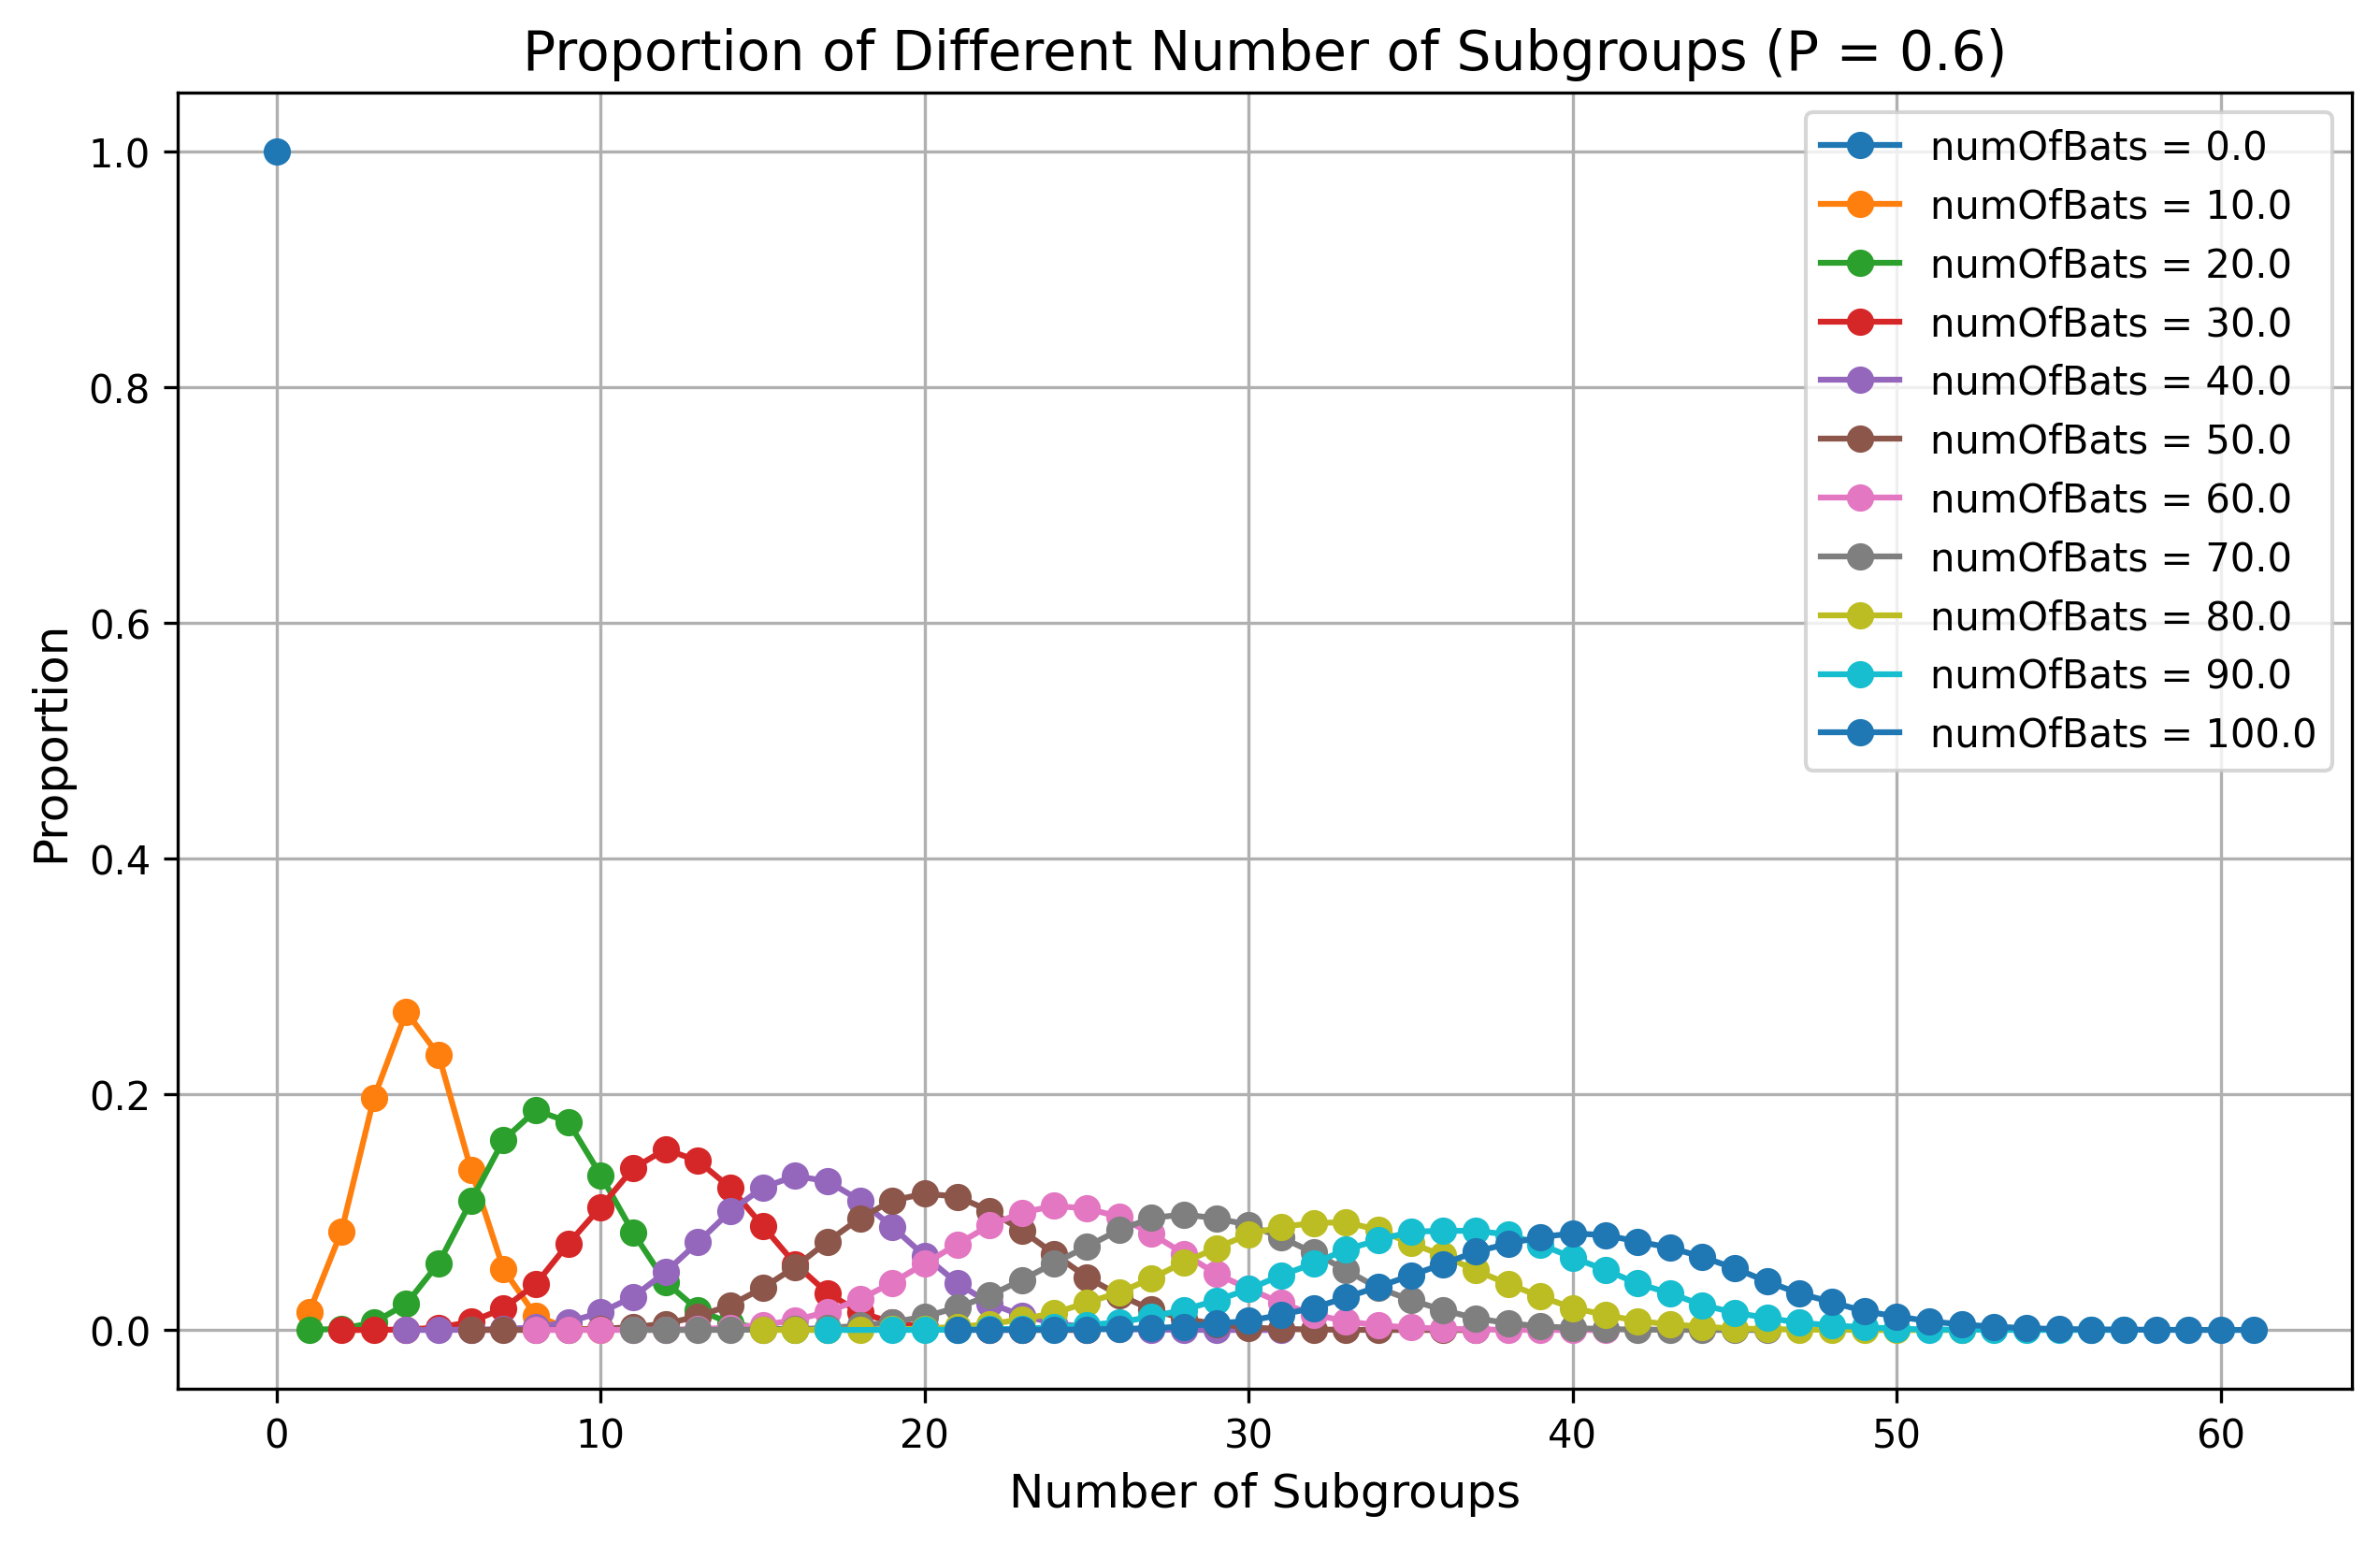 Proportion of Different Number of Subgroups (P = 0.6)
1.0
0.8
0.6
0.4
0.2
0.0
Proportion
numOfBats = 0.0
numOfBats = 10.0
numOfBats = 20.0
numOfBats = 30.0
numOfBats = 40.0
numOfBats = 50.0
numOfBats = 60.0
numOfBats = 70.0
numOfBats = 80.0
numOfBats = 90.0
numOfBats = 100.0
0 10 20 30 40 50 60
Number of Subgroups